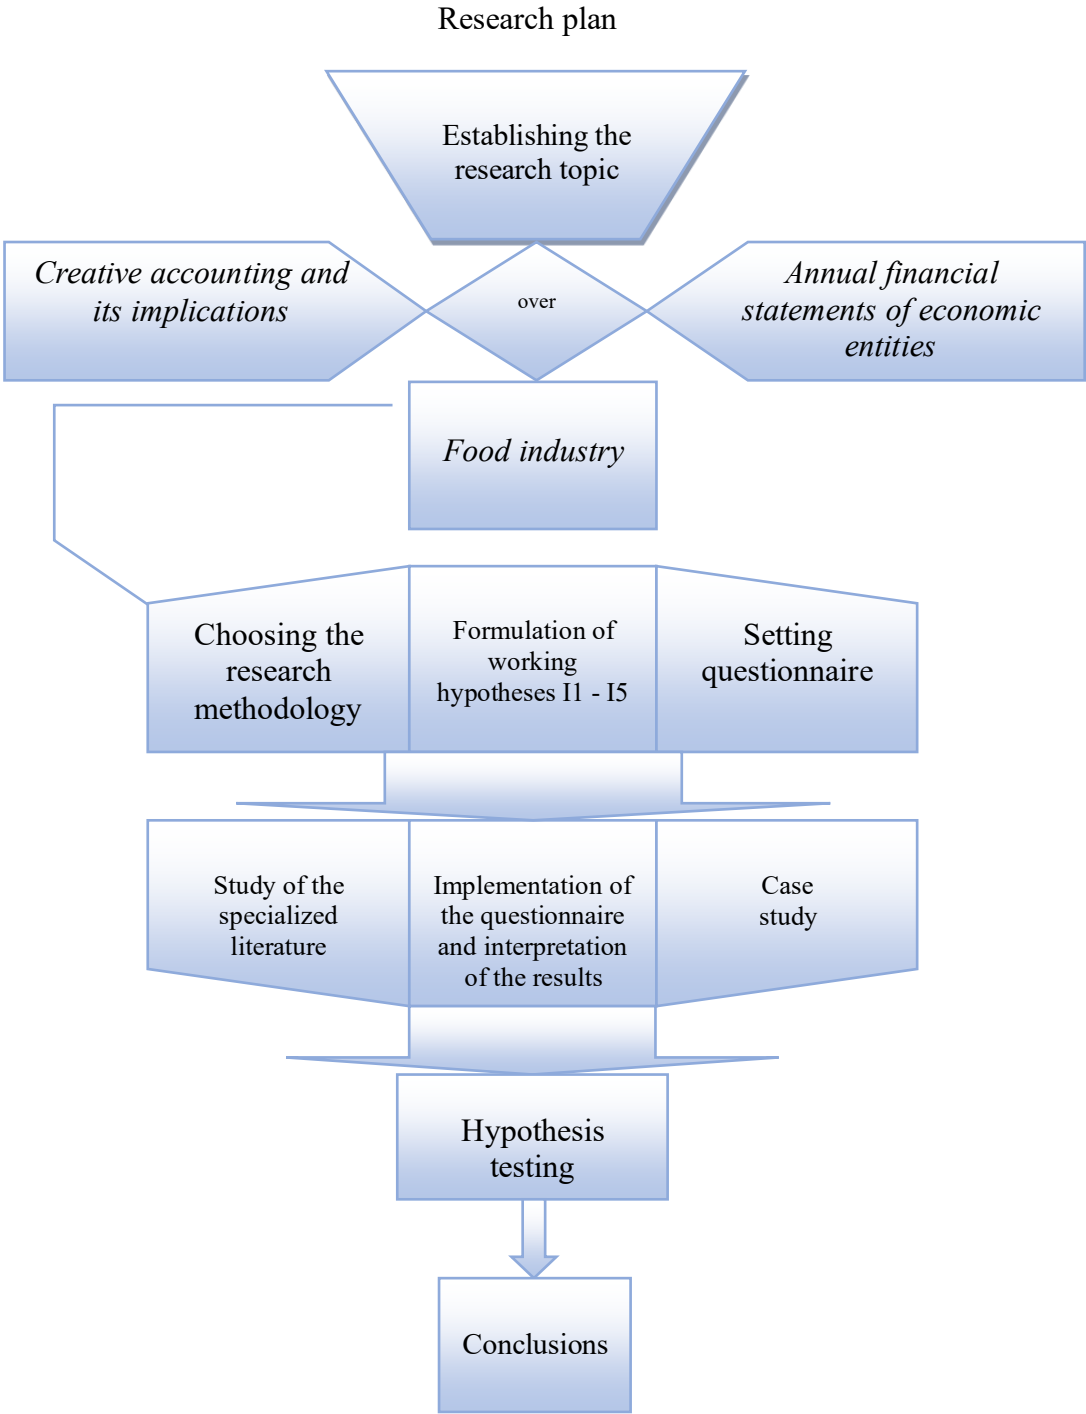 Research plan
Establishing the
research topic
Creative accounting and
its implications
over
Annual financial
statements of economic
entities
Food industry
Choosing the
research
methodology
Formulation of
working
hypotheses I1 - I5
Setting
questionnaire
Study of the
specialized
literature
Implementation of
the questionnaire
and interpretation
of the results
Case
study
Hypothesis
testing
Conclusions